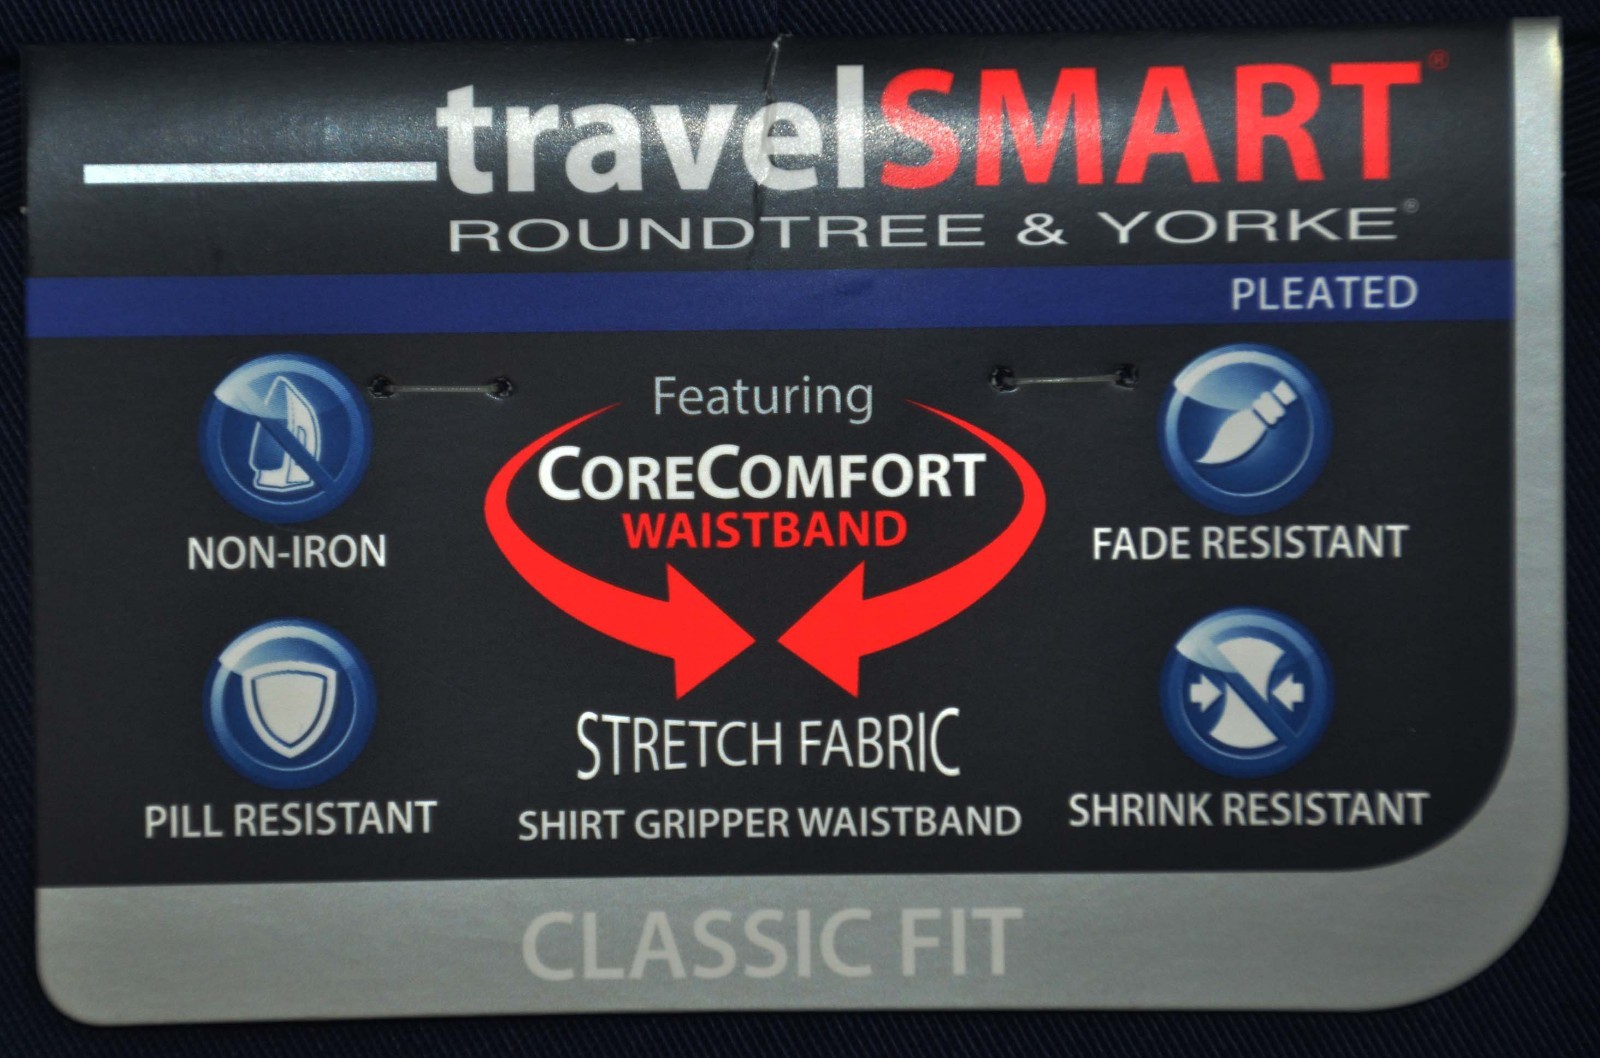 travelSMART®
ROUNDTREE & YORKE®
PLEATED
Featuring
CORECOMFORT
WAISTBAND
NON-IRON
FADE RESISTANT
STRETCH FABRIC
PILL RESISTANT
SHIRT GRIPPER WAISTBAND
SHRINK RESISTANT
CLASSIC FIT